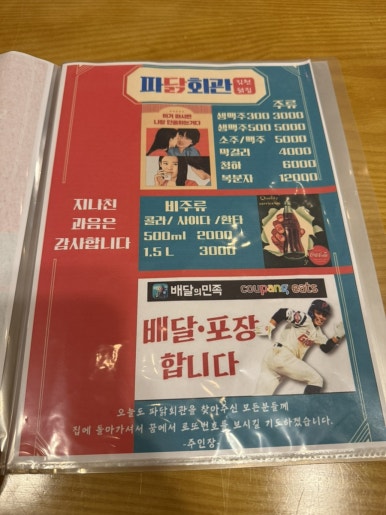 파닭회관
주류
생맥주300 3000
생맥주500 5000
소주/맥주 5000
막걸리 4000
청하 6000
복분자 12000
지나친
과음은
감사합니다
비주류
콜라/사이다/환타
500ml 2000
1.5L 3000
Coca-Cola
배달의민족 coupang eats
배달·포장
합니다
오늘도 파닭회관을 찾아주신 모든분들께
집에 돌아가셔서 꿈에서 로또번호를 보시길 기도하겠습니다.
-주인장-